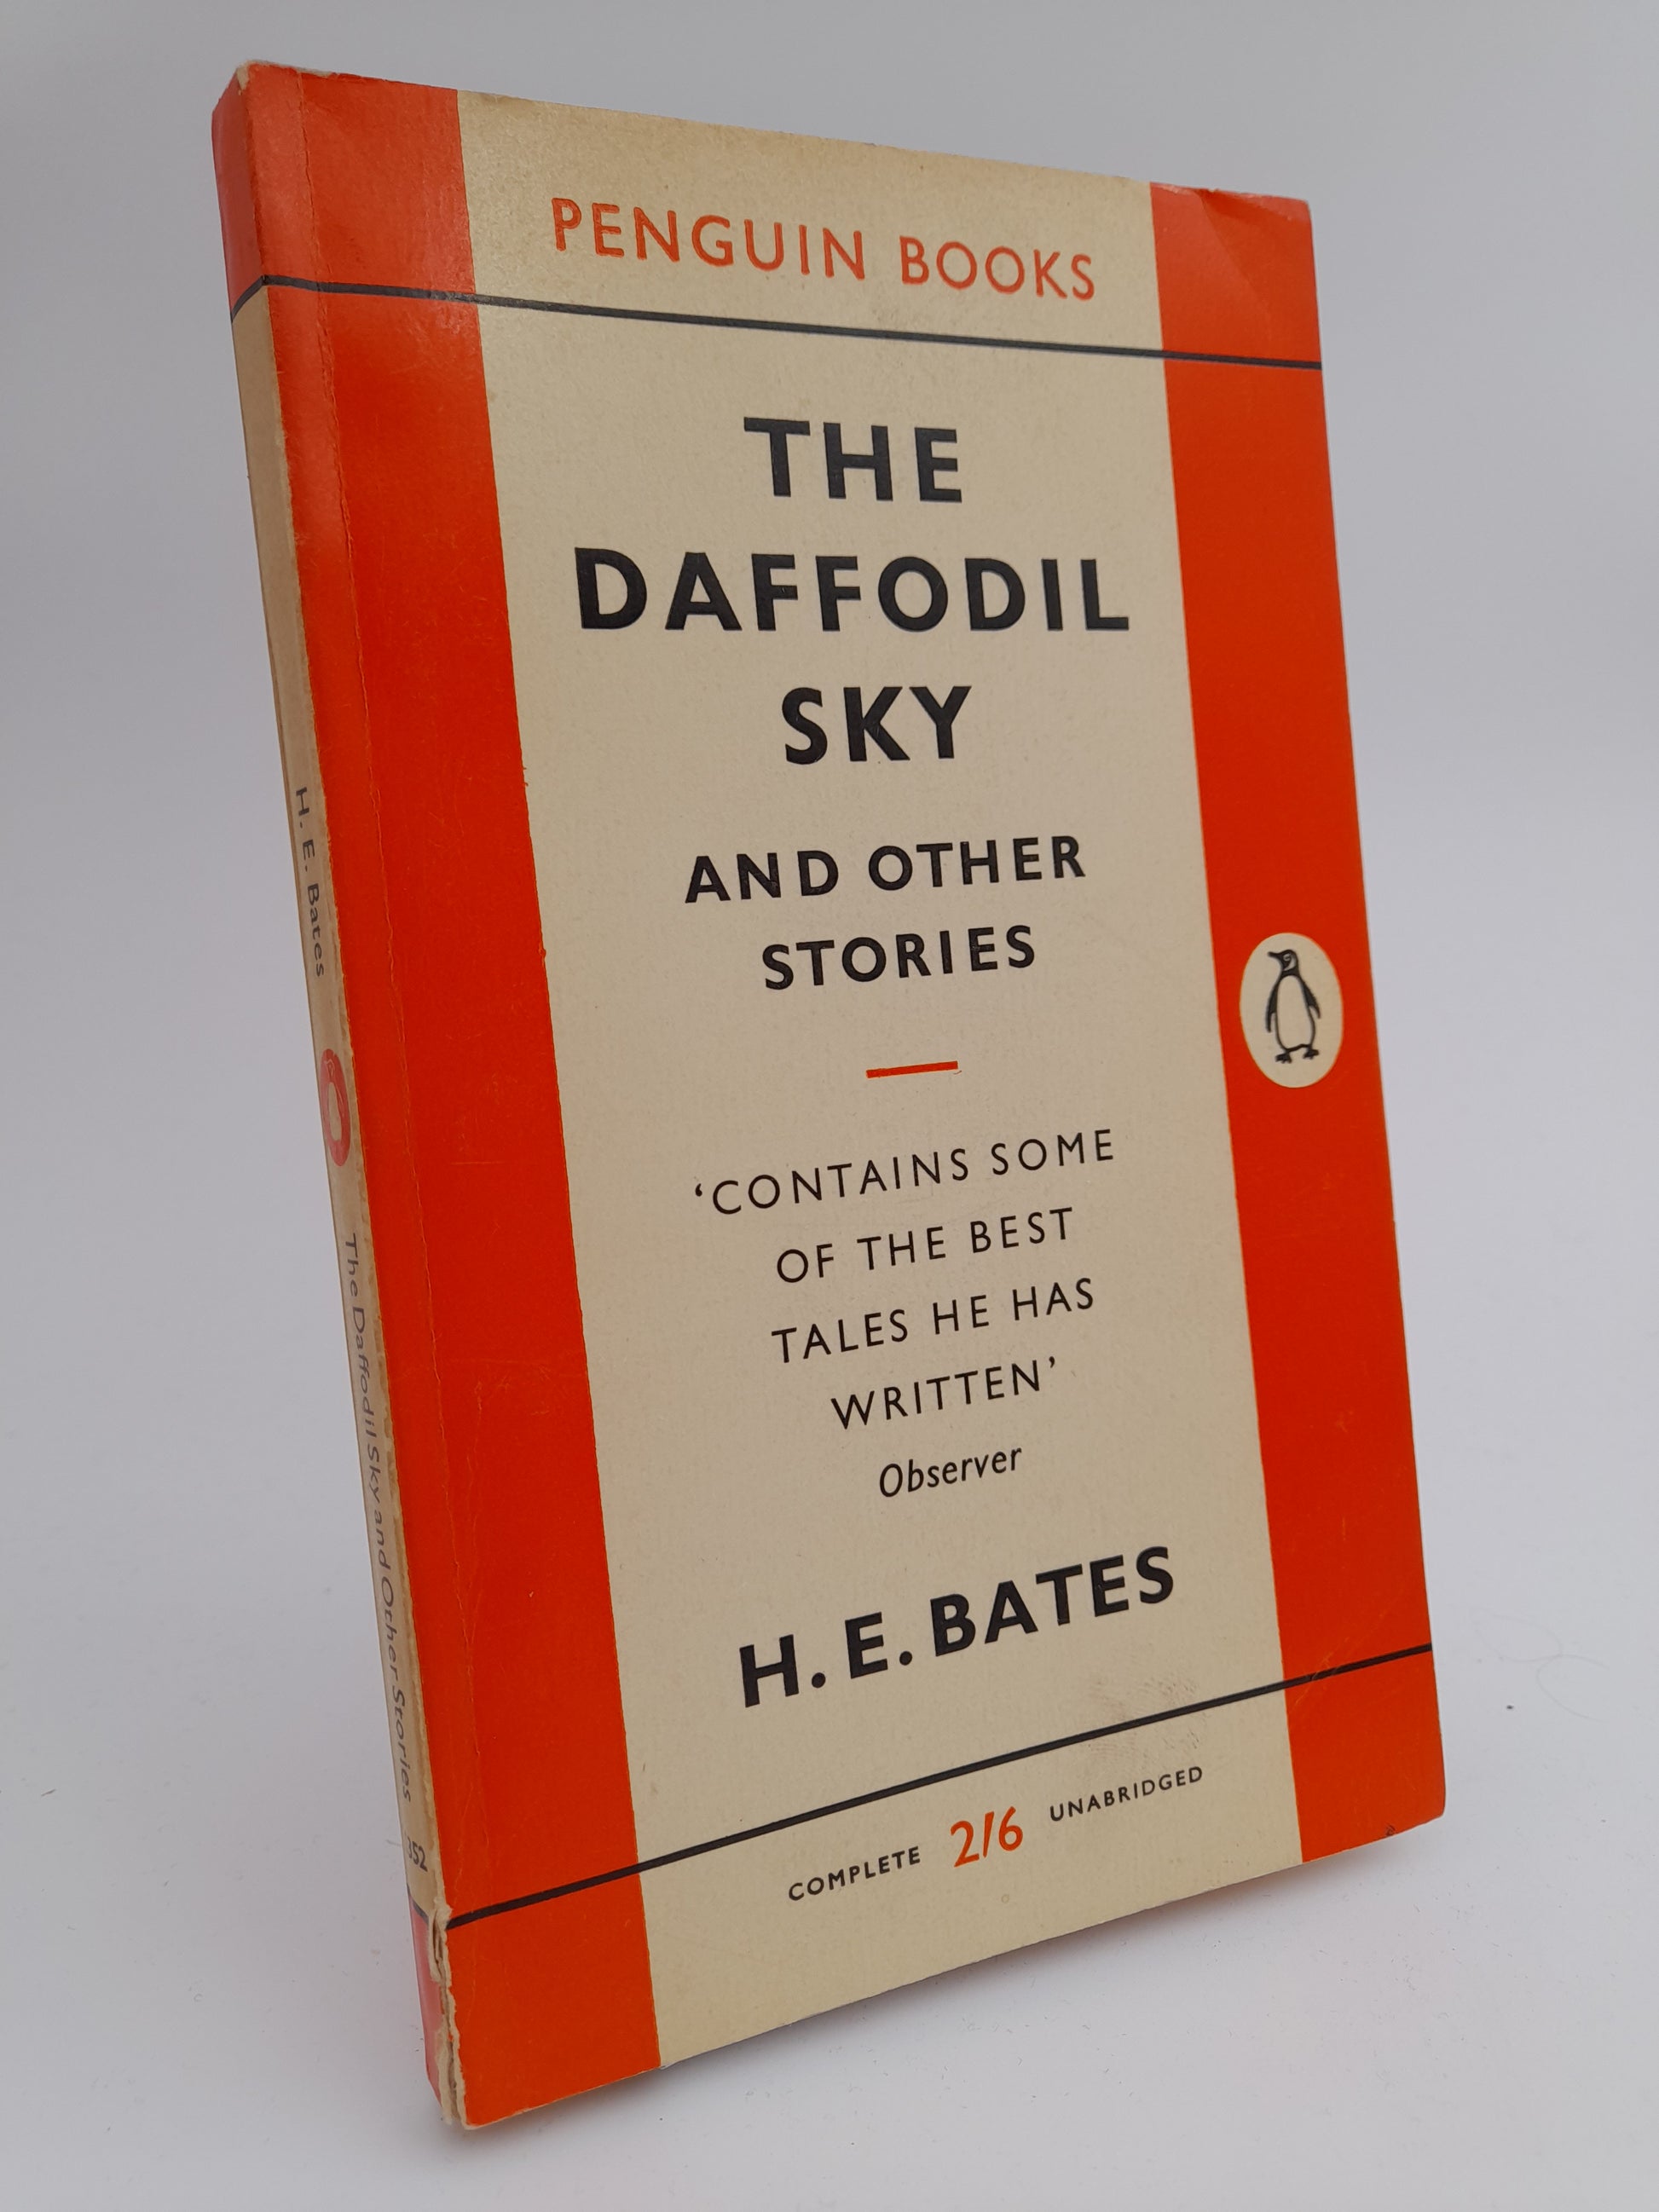 PENGUIN BOOKS
THE
DAFFODIL
SKY
AND OTHER
STORIES
‘CONTAINS SOME
OF THE BEST
TALES HE HAS
WRITTEN’
Observer
H. E. BATES
COMPLETE 2/6 UNABRIDGED
H. E. Bates
The Daffodil Sky and Other Stories